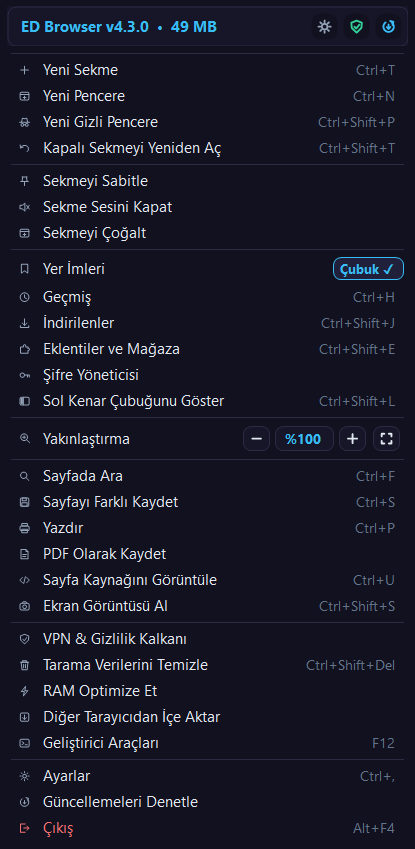 ED Browser v4.3.0 • 49 MB
Yeni Sekme Ctrl+T
Yeni Pencere Ctrl+N
Yeni Gizli Pencere Ctrl+Shift+P
Kapalı Sekmeyi Yeniden Aç Ctrl+Shift+T
Sekmeyi Sabitle
Sekme Sesini Kapat
Sekmeyi Çoğalt
Yer İmleri Çubuk ✓
Geçmiş Ctrl+H
İndirilenler Ctrl+Shift+J
Eklentiler ve Mağaza Ctrl+Shift+E
Şifre Yöneticisi
Sol Kenar Çubuğunu Göster Ctrl+Shift+L
Yakınlaştırma − %100 +
Sayfada Ara Ctrl+F
Sayfayı Farklı Kaydet Ctrl+S
Yazdır Ctrl+P
PDF Olarak Kaydet
Sayfa Kaynağını Görüntüle Ctrl+U
Ekran Görüntüsü Al Ctrl+Shift+S
VPN & Gizlilik Kalkanı
Tarama Verilerini Temizle Ctrl+Shift+Del
RAM Optimize Et
Diğer Tarayıcıdan İçe Aktar
Geliştirici Araçları F12
Ayarlar Ctrl+,
Güncellemeleri Denetle
Çıkış Alt+F4